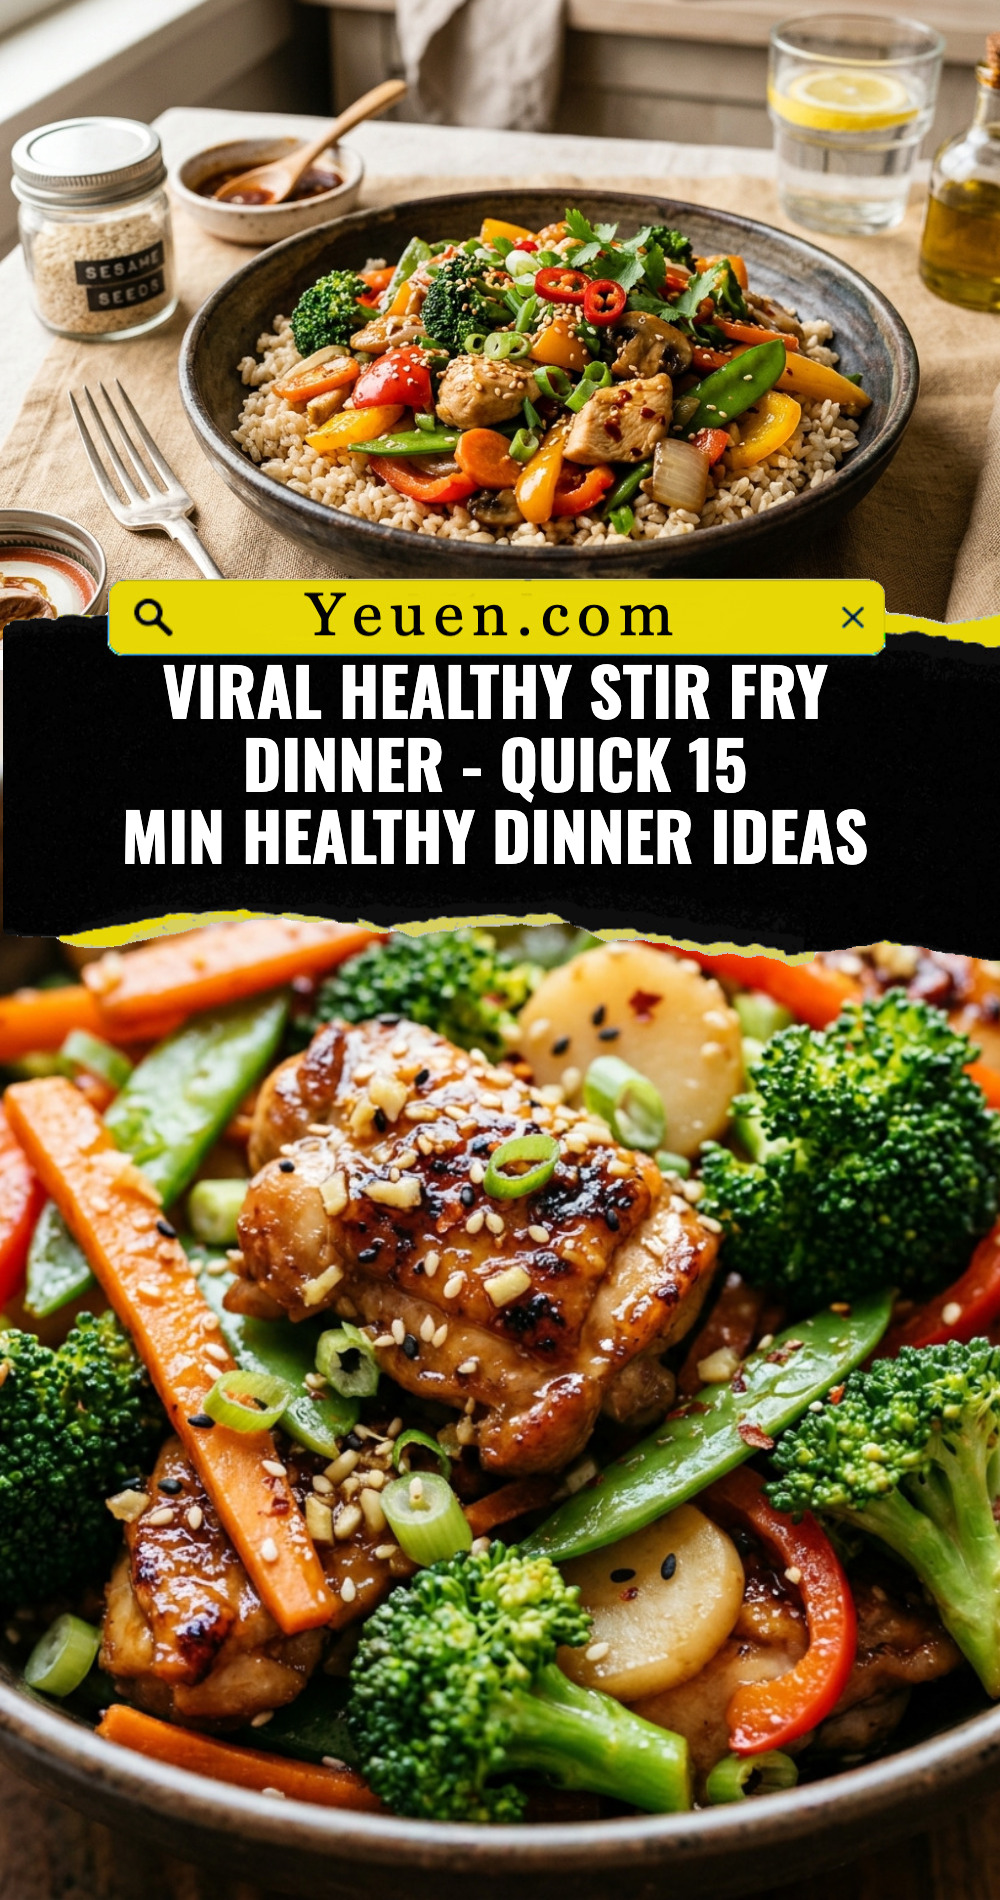 SESAME
SEEDS
Yeuen.com
VIRAL HEALTHY STIR FRY
DINNER - QUICK 15
MIN HEALTHY DINNER IDEAS